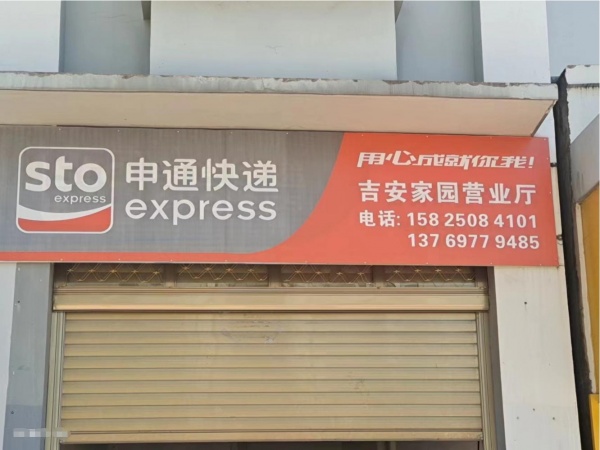 sto
express
申通快递
express
用心成就你我!
吉安家园营业厅
电话: 158 2508 4101
137 6977 9485